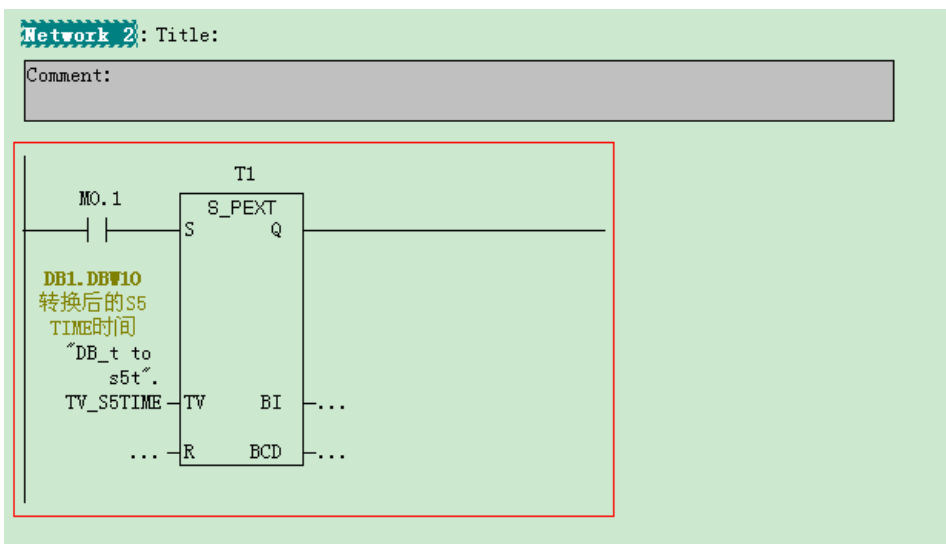 Network 2: Title:
Comment:
T1
M0.1
S_PEXT
S Q
DB1.DBW10
转换后的S5
TIME时间
"DB_t to
s5t".
TV_S5TIME TV BI ...
... R BCD ...